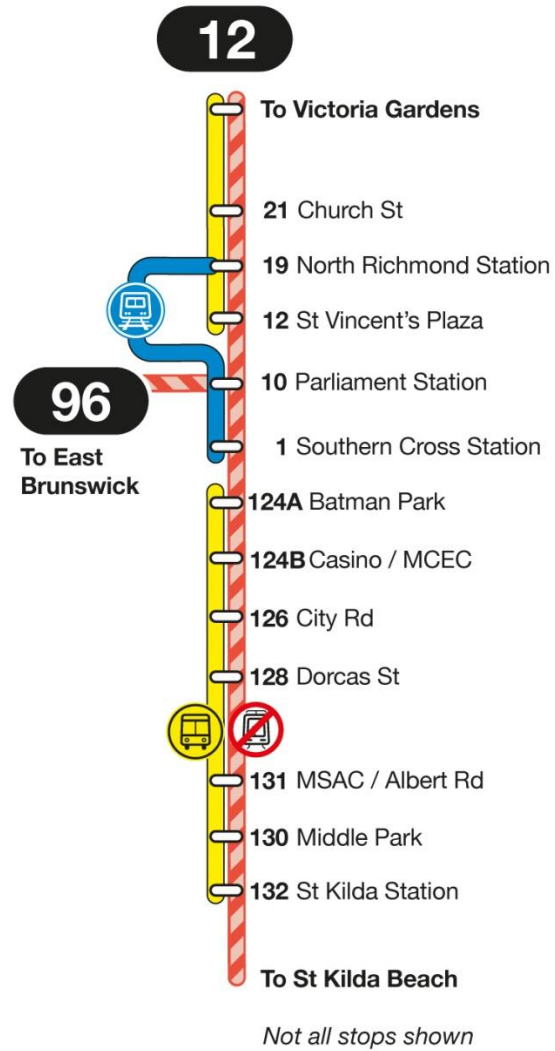 12
To Victoria Gardens
21 Church St
19 North Richmond Station
12 St Vincent's Plaza
10 Parliament Station
96
To East
Brunswick
1 Southern Cross Station
124A Batman Park
124B Casino / MCEC
126 City Rd
128 Dorcas St
131 MSAC / Albert Rd
130 Middle Park
132 St Kilda Station
To St Kilda Beach
Not all stops shown